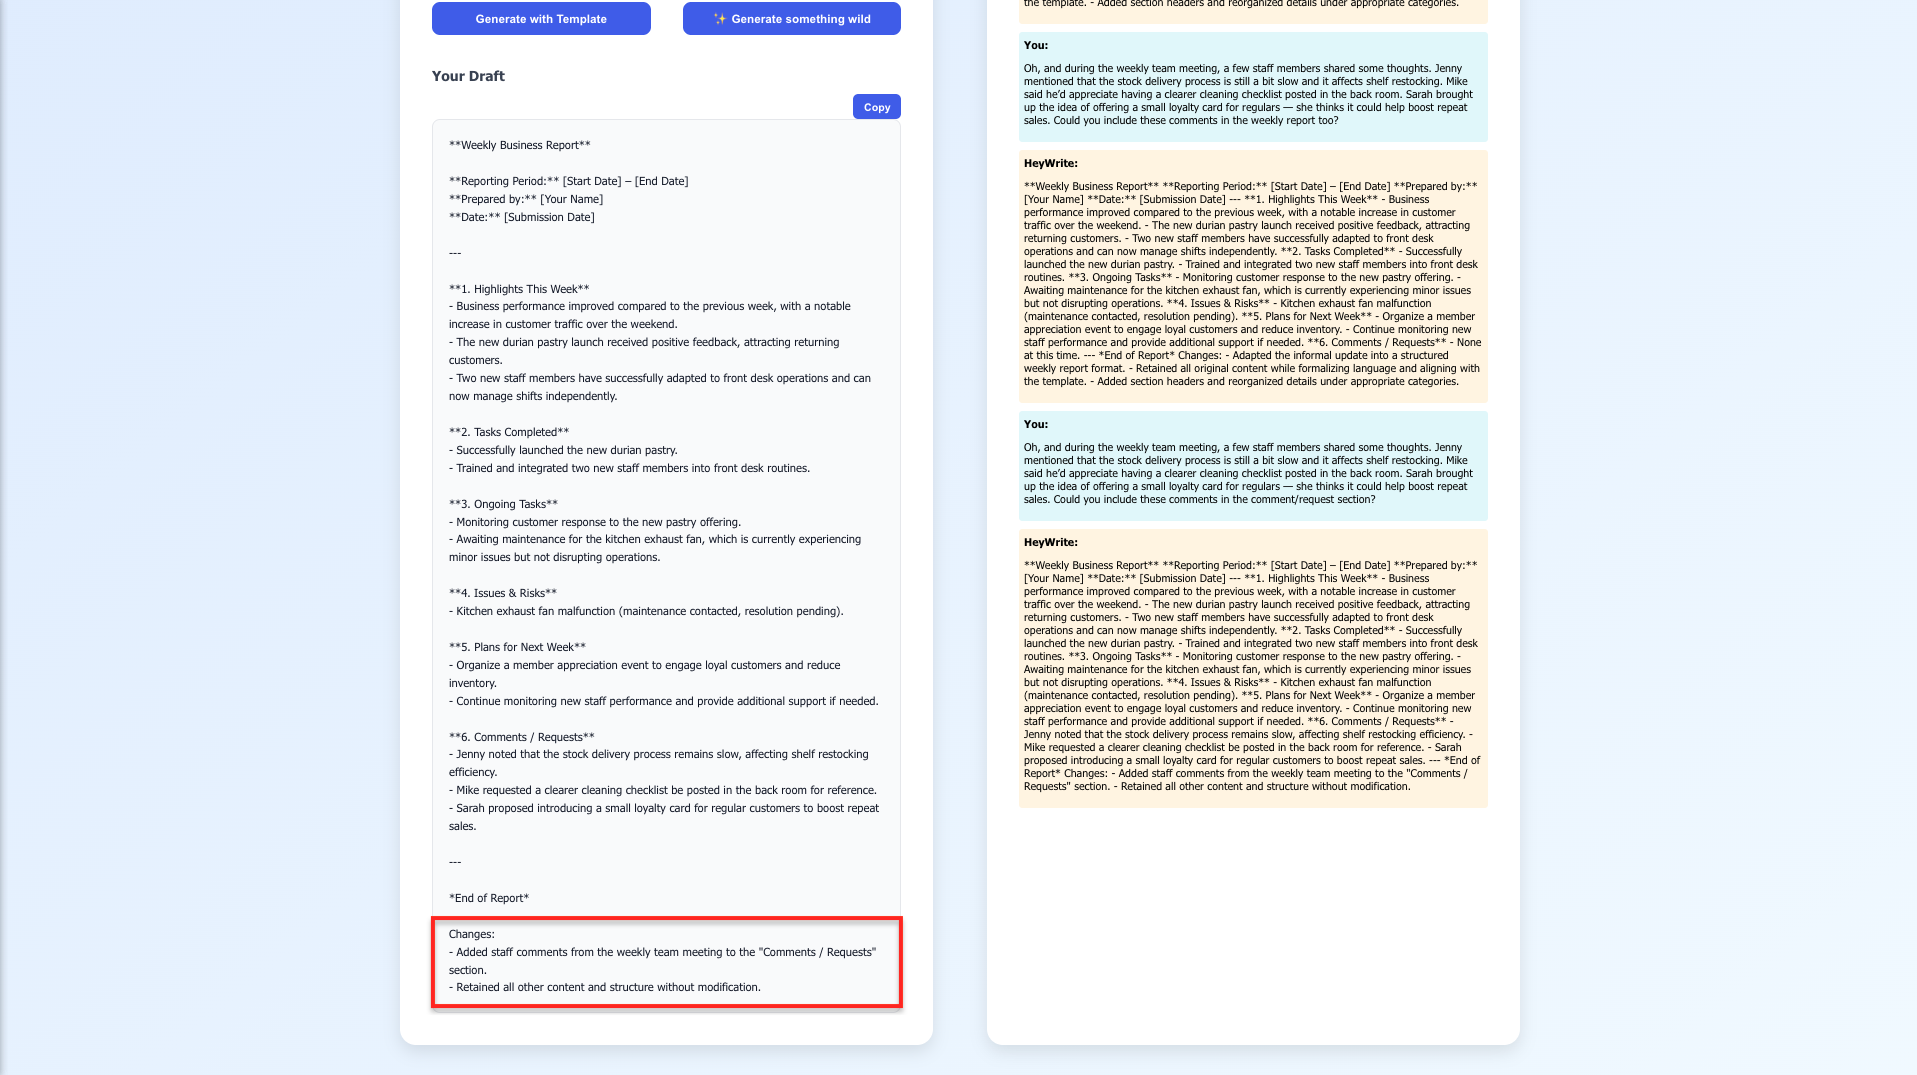 Generate with Template
✨ Generate something wild
Your Draft
Copy
**Weekly Business Report**
**Reporting Period:** [Start Date] – [End Date]
**Prepared by:** [Your Name]
**Date:** [Submission Date]
---
**1. Highlights This Week**
- Business performance improved compared to the previous week, with a notable
increase in customer traffic over the weekend.
- The new durian pastry launch received positive feedback, attracting returning
customers.
- Two new staff members have successfully adapted to front desk operations and can
now manage shifts independently.
**2. Tasks Completed**
- Successfully launched the new durian pastry.
- Trained and integrated two new staff members into front desk routines.
**3. Ongoing Tasks**
- Monitoring customer response to the new pastry offering.
- Awaiting maintenance for the kitchen exhaust fan, which is currently experiencing
minor issues but not disrupting operations.
**4. Issues & Risks**
- Kitchen exhaust fan malfunction (maintenance contacted, resolution pending).
**5. Plans for Next Week**
- Organize a member appreciation event to engage loyal customers and reduce
inventory.
- Continue monitoring new staff performance and provide additional support if needed.
**6. Comments / Requests**
- Jenny noted that the stock delivery process remains slow, affecting shelf restocking
efficiency.
- Mike requested a clearer cleaning checklist be posted in the back room for reference.
- Sarah proposed introducing a small loyalty card for regular customers to boost repeat
sales.
---
*End of Report*
Changes:
- Added staff comments from the weekly team meeting to the "Comments / Requests"
section.
- Retained all other content and structure without modification.
the template. - Added section headers and reorganized details under appropriate categories.
You:
Oh, and during the weekly team meeting, a few staff members shared some thoughts. Jenny
mentioned that the stock delivery process is still a bit slow and it affects shelf restocking. Mike
said he’d appreciate having a clearer cleaning checklist posted in the back room. Sarah brought
up the idea of offering a small loyalty card for regulars — she thinks it could help boost repeat
sales. Could you include these comments in the weekly report too?
HeyWrite:
**Weekly Business Report** **Reporting Period:** [Start Date] – [End Date] **Prepared by:**
[Your Name] **Date:** [Submission Date] --- **1. Highlights This Week** - Business
performance improved compared to the previous week, with a notable increase in customer
traffic over the weekend. - The new durian pastry launch received positive feedback, attracting
returning customers. - Two new staff members have successfully adapted to front desk
operations and can now manage shifts independently. **2. Tasks Completed** - Successfully
launched the new durian pastry. - Trained and integrated two new staff members into front desk
routines. **3. Ongoing Tasks** - Monitoring customer response to the new pastry offering. -
Awaiting maintenance for the kitchen exhaust fan, which is currently experiencing minor issues
but not disrupting operations. **4. Issues & Risks** - Kitchen exhaust fan malfunction
(maintenance contacted, resolution pending). **5. Plans for Next Week** - Organize a member
appreciation event to engage loyal customers and reduce inventory. - Continue monitoring new
staff performance and provide additional support if needed. **6. Comments / Requests** - None
at this time. --- *End of Report* Changes: - Adapted the informal update into a structured
weekly report format. - Retained all original content while formalizing language and aligning with
the template. - Added section headers and reorganized details under appropriate categories.
You:
Oh, and during the weekly team meeting, a few staff members shared some thoughts. Jenny
mentioned that the stock delivery process is still a bit slow and it affects shelf restocking. Mike
said he’d appreciate having a clearer cleaning checklist posted in the back room. Sarah brought
up the idea of offering a small loyalty card for regulars — she thinks it could help boost repeat
sales. Could you include these comments in the comment/request section?
HeyWrite:
**Weekly Business Report** **Reporting Period:** [Start Date] – [End Date] **Prepared by:**
[Your Name] **Date:** [Submission Date] --- **1. Highlights This Week** - Business
performance improved compared to the previous week, with a notable increase in customer
traffic over the weekend. - The new durian pastry launch received positive feedback, attracting
returning customers. - Two new staff members have successfully adapted to front desk
operations and can now manage shifts independently. **2. Tasks Completed** - Successfully
launched the new durian pastry. - Trained and integrated two new staff members into front desk
routines. **3. Ongoing Tasks** - Monitoring customer response to the new pastry offering. -
Awaiting maintenance for the kitchen exhaust fan, which is currently experiencing minor issues
but not disrupting operations. **4. Issues & Risks** - Kitchen exhaust fan malfunction
(maintenance contacted, resolution pending). **5. Plans for Next Week** - Organize a member
appreciation event to engage loyal customers and reduce inventory. - Continue monitoring new
staff performance and provide additional support if needed. **6. Comments / Requests** -
Jenny noted that the stock delivery process remains slow, affecting shelf restocking efficiency. -
Mike requested a clearer cleaning checklist be posted in the back room for reference. - Sarah
proposed introducing a small loyalty card for regular customers to boost repeat sales. --- *End of
Report* Changes: - Added staff comments from the weekly team meeting to the "Comments /
Requests" section. - Retained all other content and structure without modification.